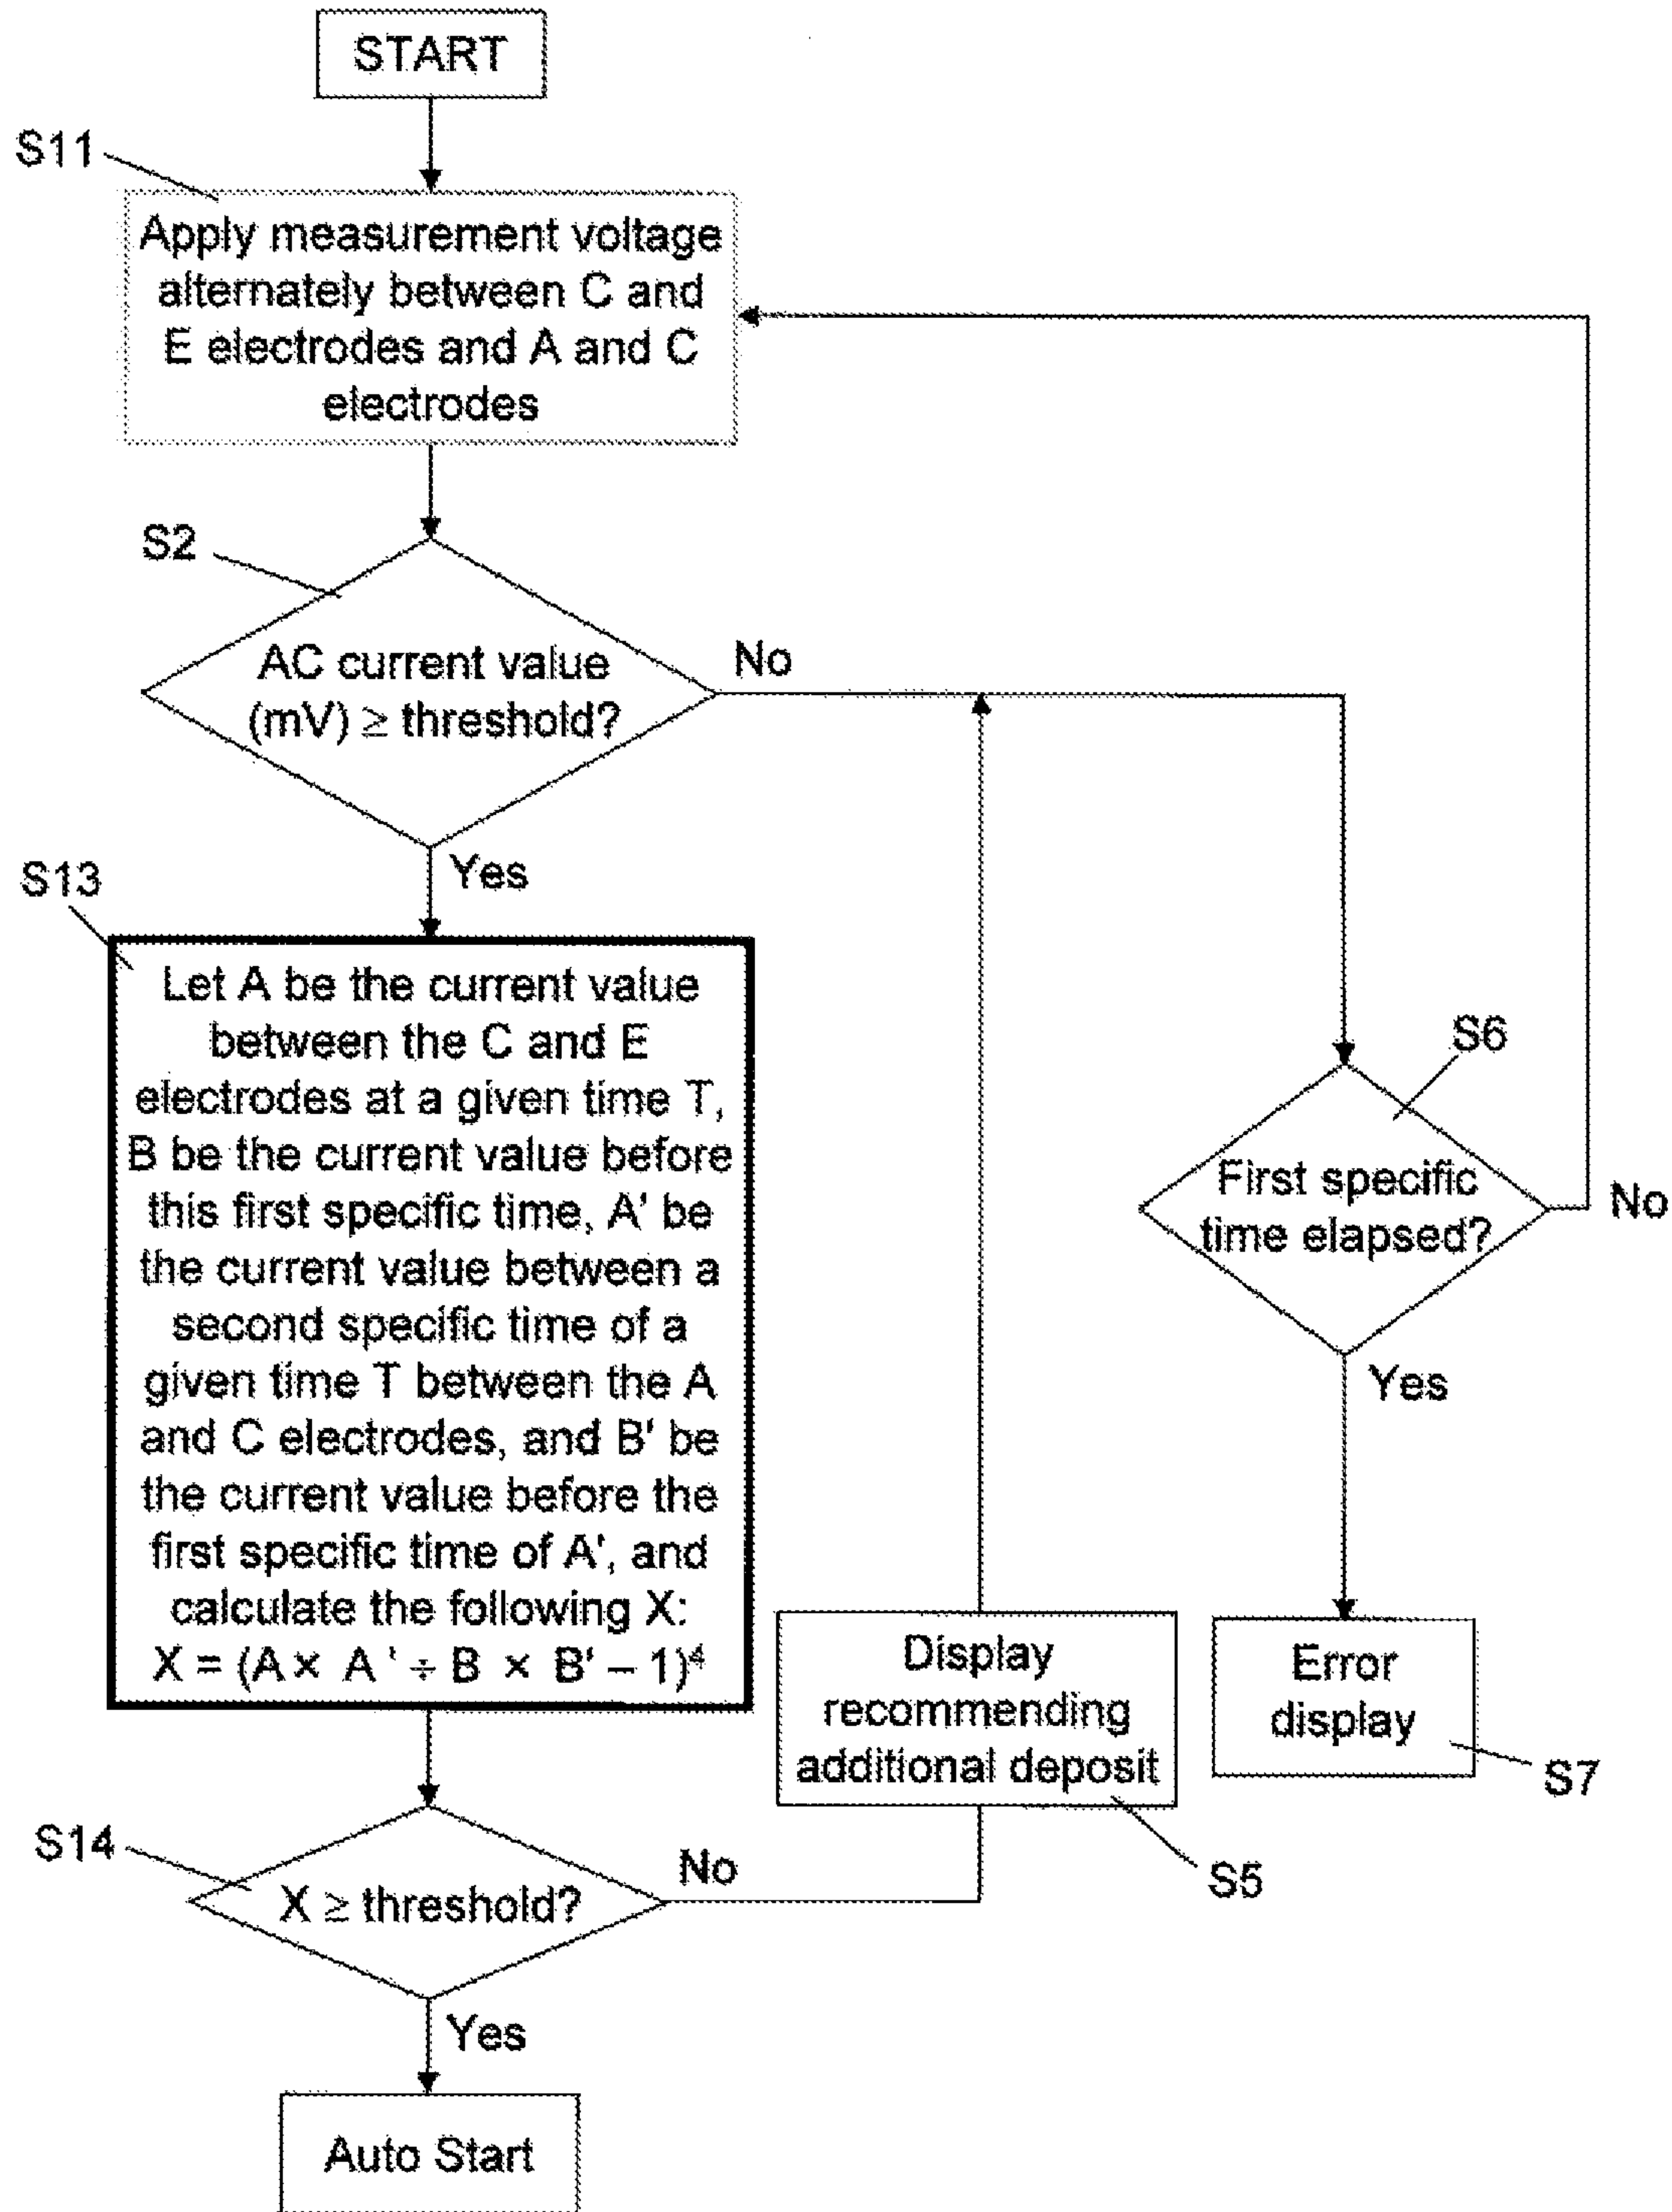 START
S11
Apply measurement voltage
alternately between C and
E electrodes and A and C
electrodes
S2
AC current value
(mV) ≥ threshold?
No
Yes
S13
Let A be the current value
between the C and E
electrodes at a given time T,
B be the current value before
this first specific time, A' be
the current value between a
second specific time of a
given time T between the A
and C electrodes, and B' be
the current value before the
first specific time of A', and
calculate the following X:
X = (A × A ' ÷ B × B' – 1)⁴
S6
First specific
time elapsed?
No
Yes
Display
recommending
additional deposit
S5
Error
display
S7
S14
X ≥ threshold?
No
Yes
Auto Start